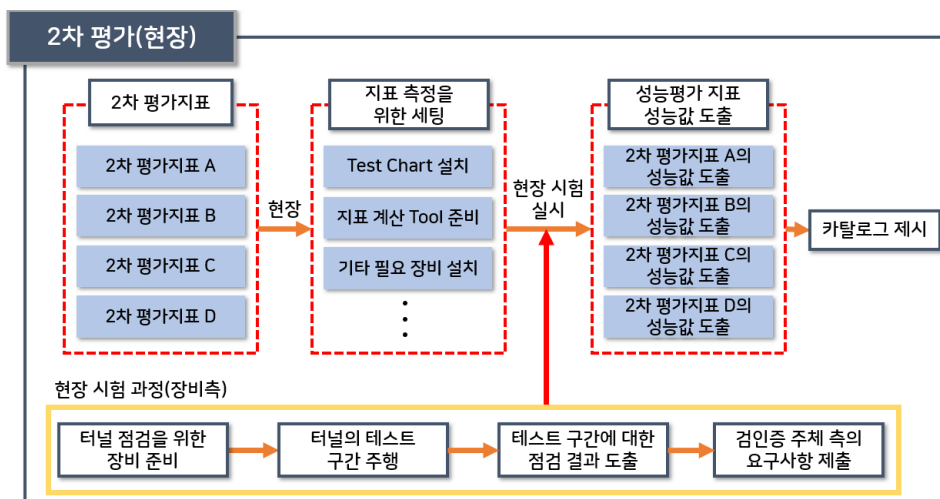 2차 평가(현장)
2차 평가지표
2차 평가지표 A
2차 평가지표 B
2차 평가지표 C
2차 평가지표 D
현장
지표 측정을
위한 세팅
Test Chart 설치
지표 계산 Tool 준비
기타 필요 장비 설치
현장 시험
실시
성능평가 지표
성능값 도출
2차 평가지표 A의
성능값 도출
2차 평가지표 B의
성능값 도출
2차 평가지표 C의
성능값 도출
2차 평가지표 D의
성능값 도출
카탈로그 제시
현장 시험 과정(장비측)
터널 점검을 위한
장비 준비
터널의 테스트
구간 주행
테스트 구간에 대한
점검 결과 도출
검인증 주체 측의
요구사항 제출